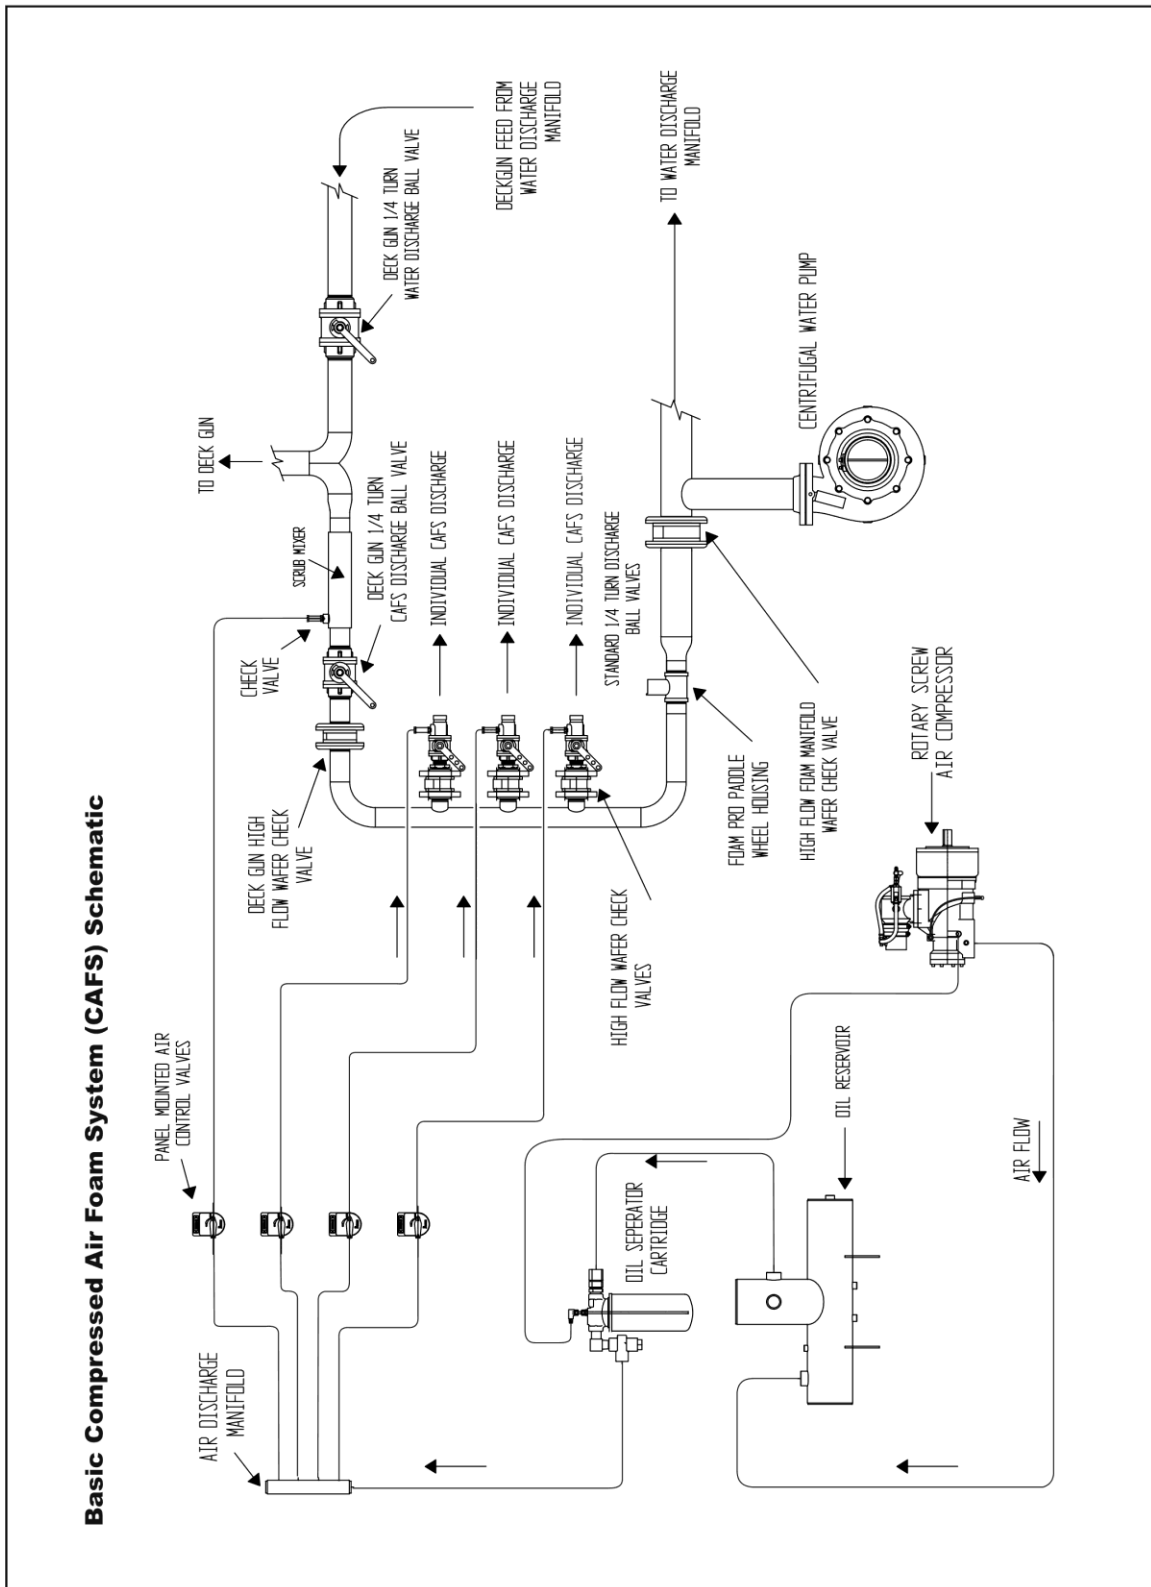 Basic Compressed Air Foam System (CAFS) Schematic
AIR DISCHARGE
MANIFOLD
PANEL MOUNTED AIR
CONTROL VALVES
DECK GUN HIGH
FLOW WAFER CHECK
VALVE
CHECK
VALVE
SCRUB MIXER
TO DECK GUN
DECK GUN 1/4 TURN
CAFS DISCHARGE BALL VALVE
DECK GUN 1/4 TURN
WATER DISCHARGE BALL VALVE
DECKGUN FEED FROM
WATER DISCHARGE
MANIFOLD
INDIVIDUAL CAFS DISCHARGE
INDIVIDUAL CAFS DISCHARGE
INDIVIDUAL CAFS DISCHARGE
STANDARD 1/4 TURN DISCHARGE
BALL VALVES
TO WATER DISCHARGE
MANIFOLD
HIGH FLOW WAFER CHECK
VALVES
FOAM PRO PADDLE
WHEEL HOUSING
HIGH FLOW FOAM MANIFOLD
WAFER CHECK VALVE
CENTRIFUGAL WATER PUMP
OIL SEPERATOR
CARTRIDGE
OIL RESERVOIR
ROTARY SCREW
AIR COMPRESSOR
AIR FLOW